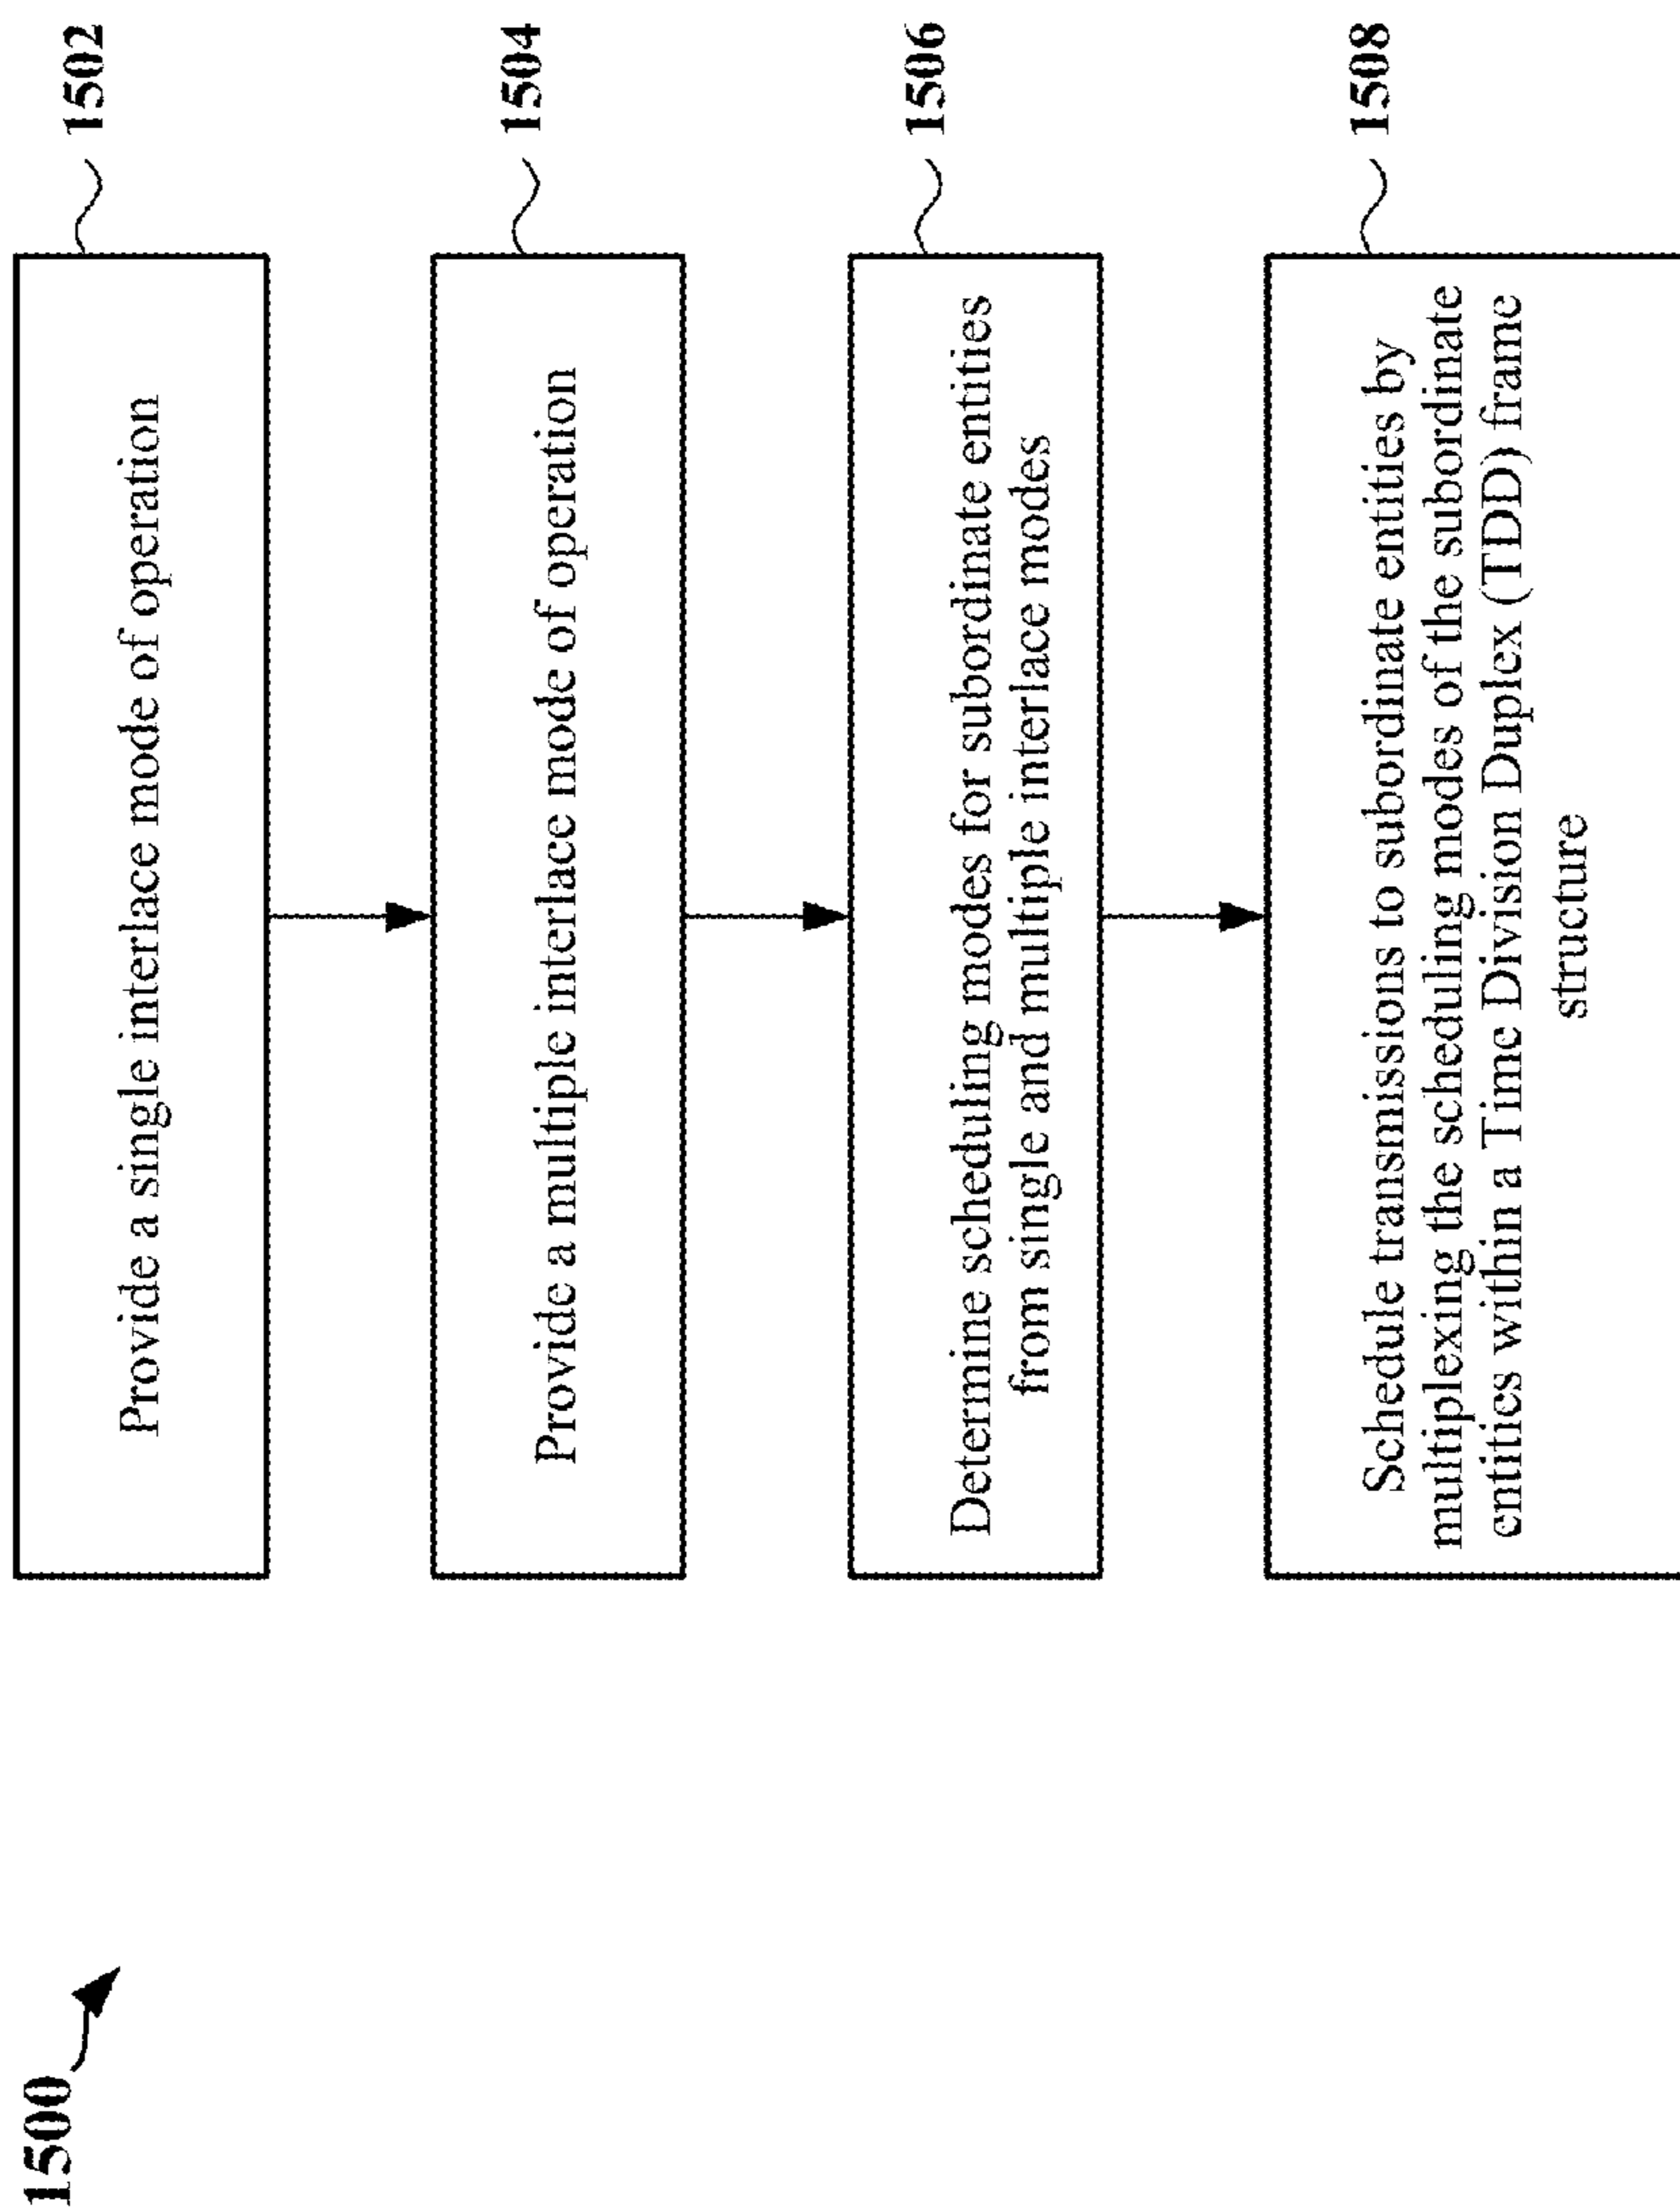 1500
Provide a single interlace mode of operation
1502
Provide a multiple interlace mode of operation
1504
Determine scheduling modes for subordinate entities
from single and multiple interlace modes
1506
Schedule transmissions to subordinate entities by
multiplexing the scheduling modes of the subordinate
entities within a Time Division Duplex (TDD) frame
structure
1508